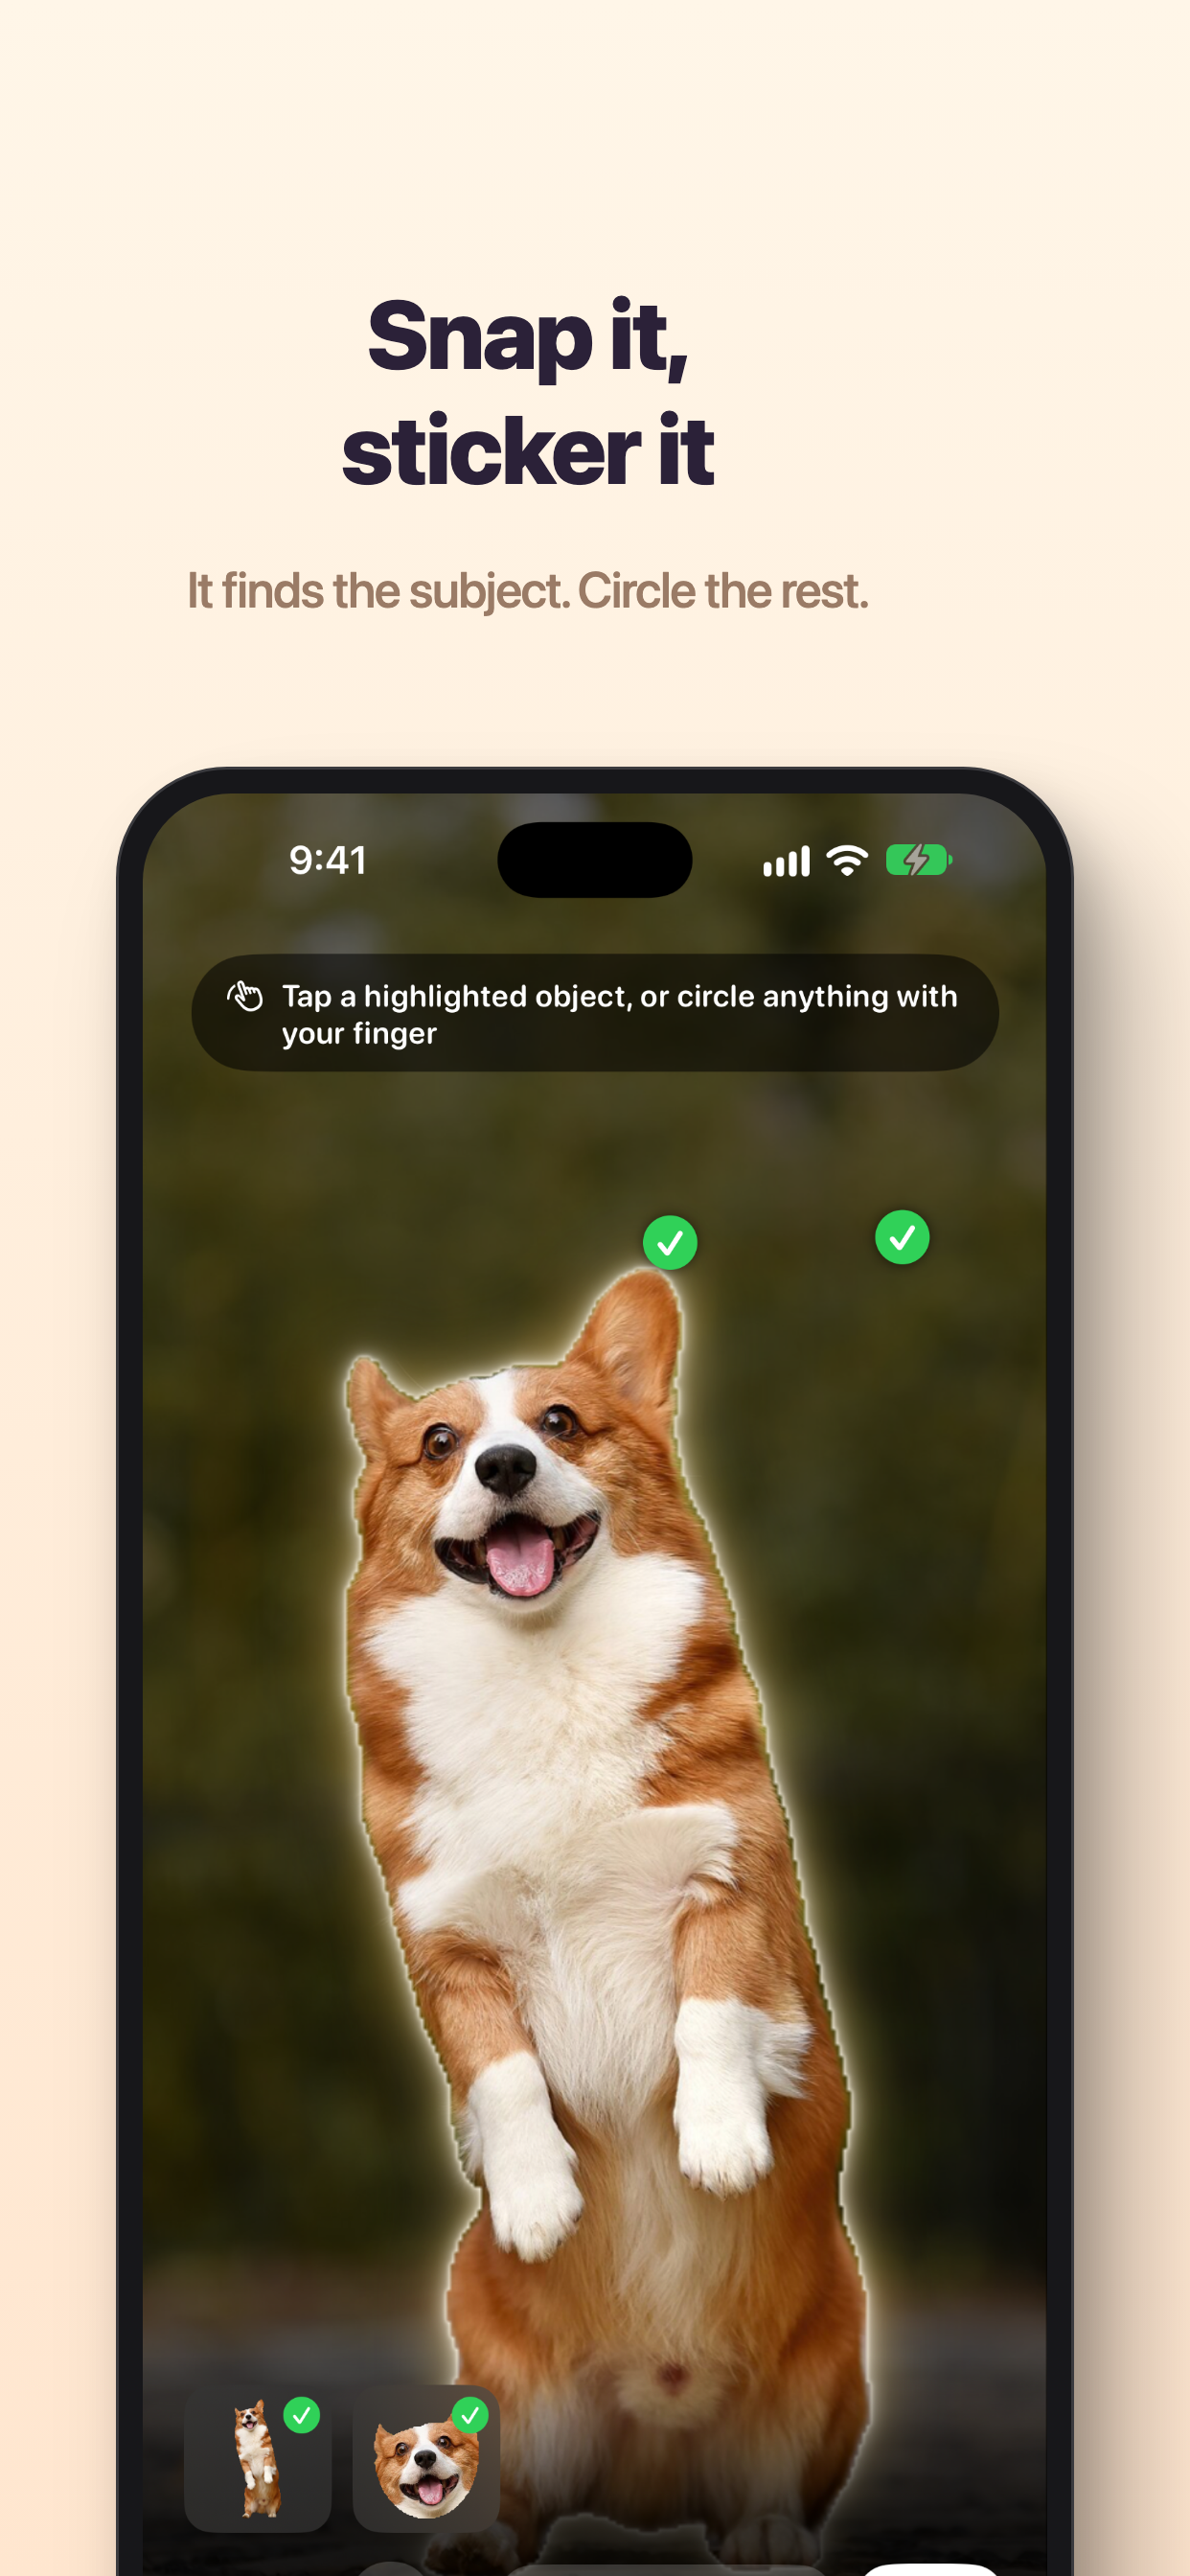 Snap it,
sticker it
It finds the subject. Circle the rest.
9:41
Tap a highlighted object, or circle anything with
your finger